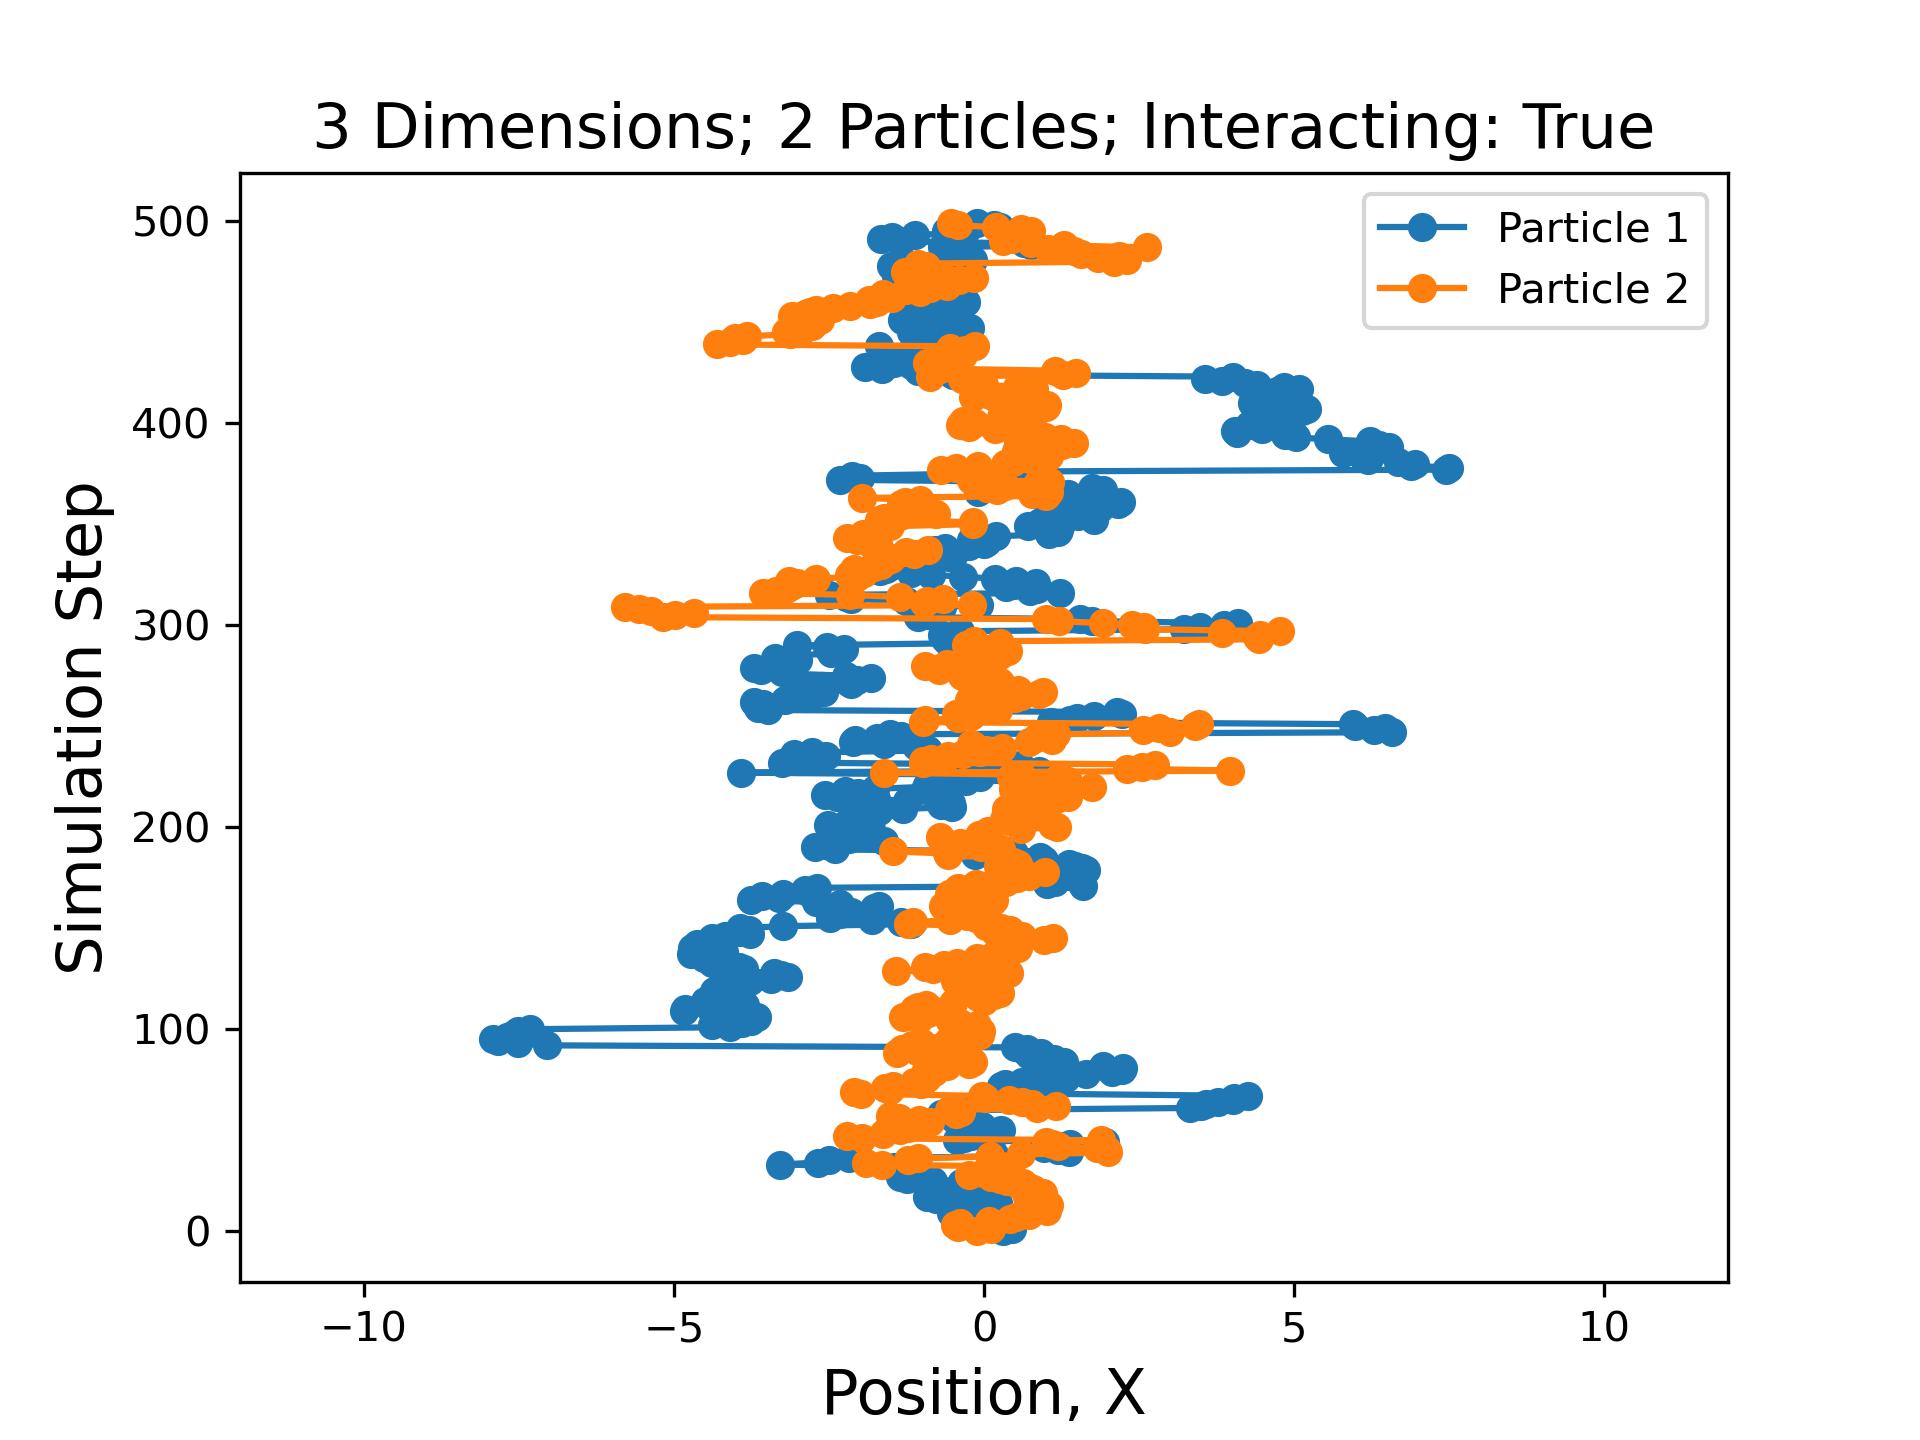 3 Dimensions; 2 Particles; Interacting: True
Particle 1
Particle 2
500
400
300
200
100
0
Simulation Step
−10
−5
0
5
10
Position, X